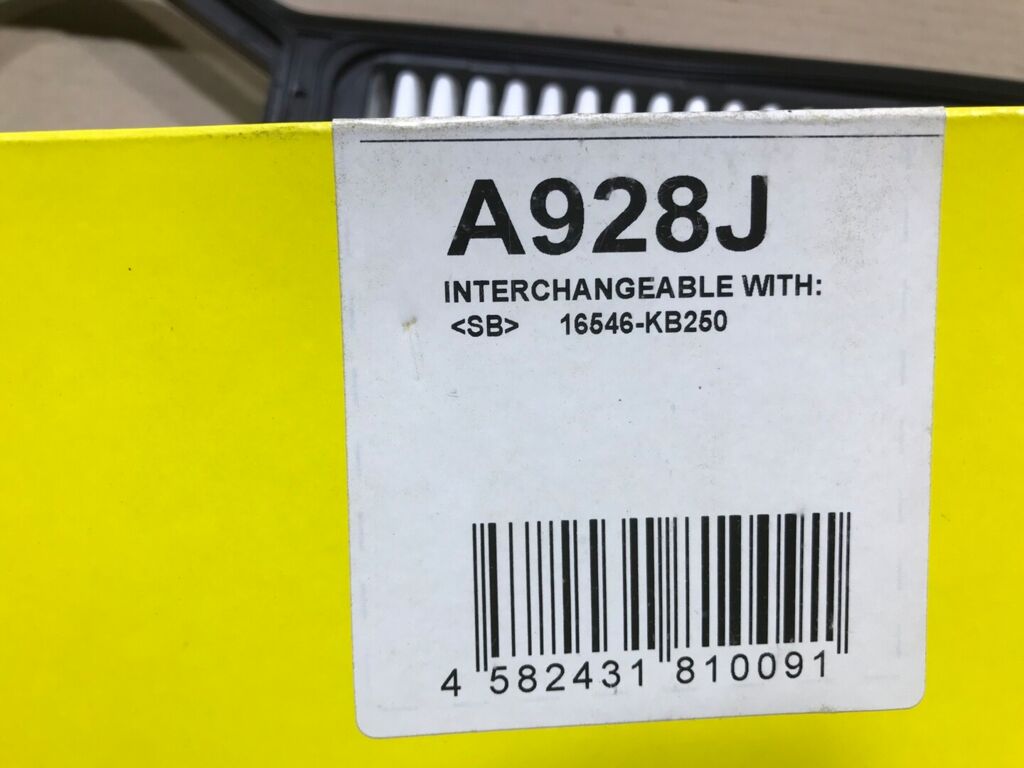 A928J
INTERCHANGEABLE WITH:
<SB> 16546-KB250
4 582431 810091